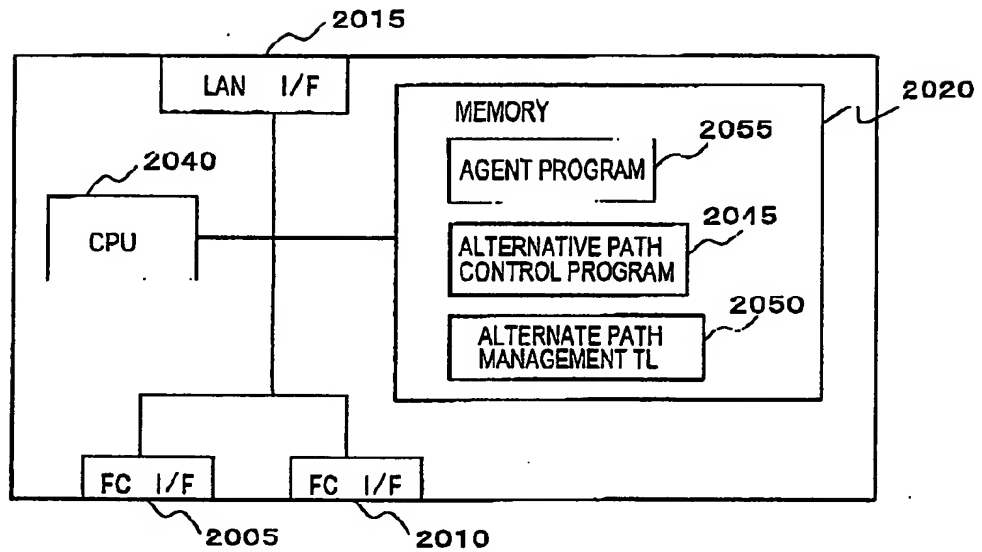 2015
LAN I/F
2020
MEMORY
2055
AGENT PROGRAM
2040
CPU
2045
ALTERNATIVE PATH
CONTROL PROGRAM
2050
ALTERNATE PATH
MANAGEMENT TL
FC I/F
FC I/F
2005
2010